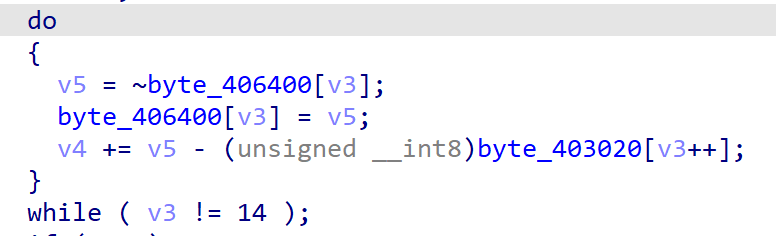 do
{
v5 = ~byte_406400[v3];
byte_406400[v3] = v5;
v4 += v5 - (unsigned __int8)byte_403020[v3++];
}
while ( v3 != 14 );